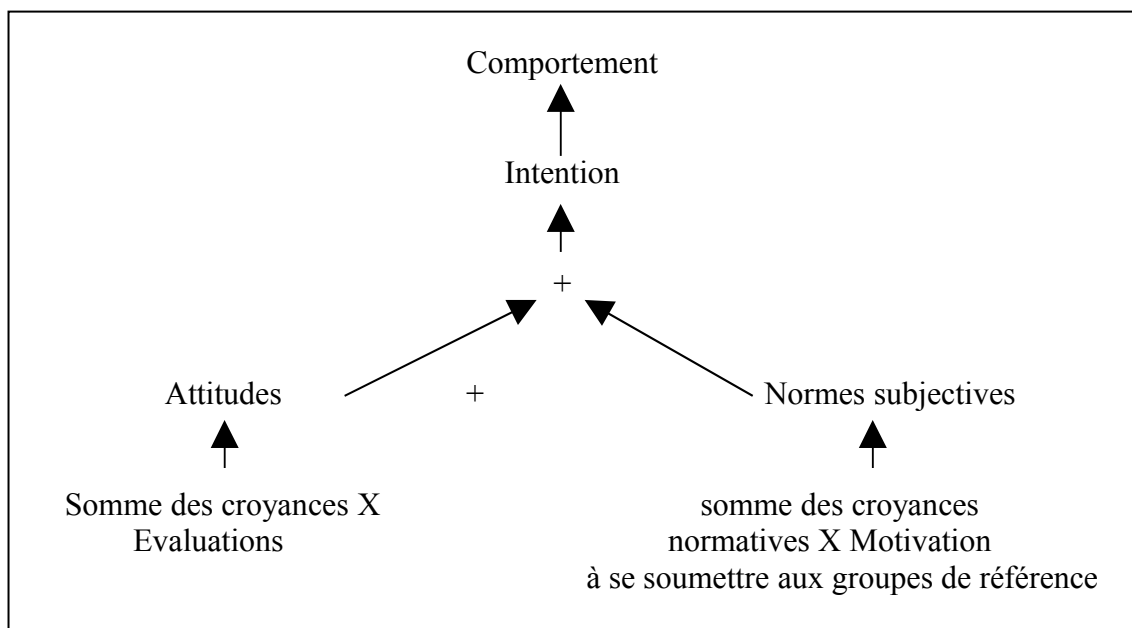 Comportement
Intention
+
Attitudes
+
Normes subjectives
Somme des croyances X
Evaluations
somme des croyances
normatives X Motivation
à se soumettre aux groupes de référence